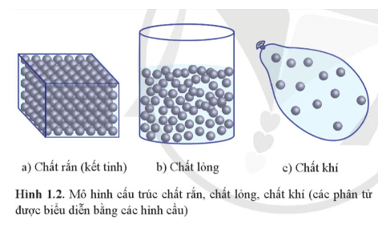 a) Chất rắn (kết tinh) b) Chất lỏng c) Chất khí
Hình 1.2. Mô hình cấu trúc chất rắn, chất lỏng, chất khí (các phân tử
được biểu diễn bằng các hình cầu)